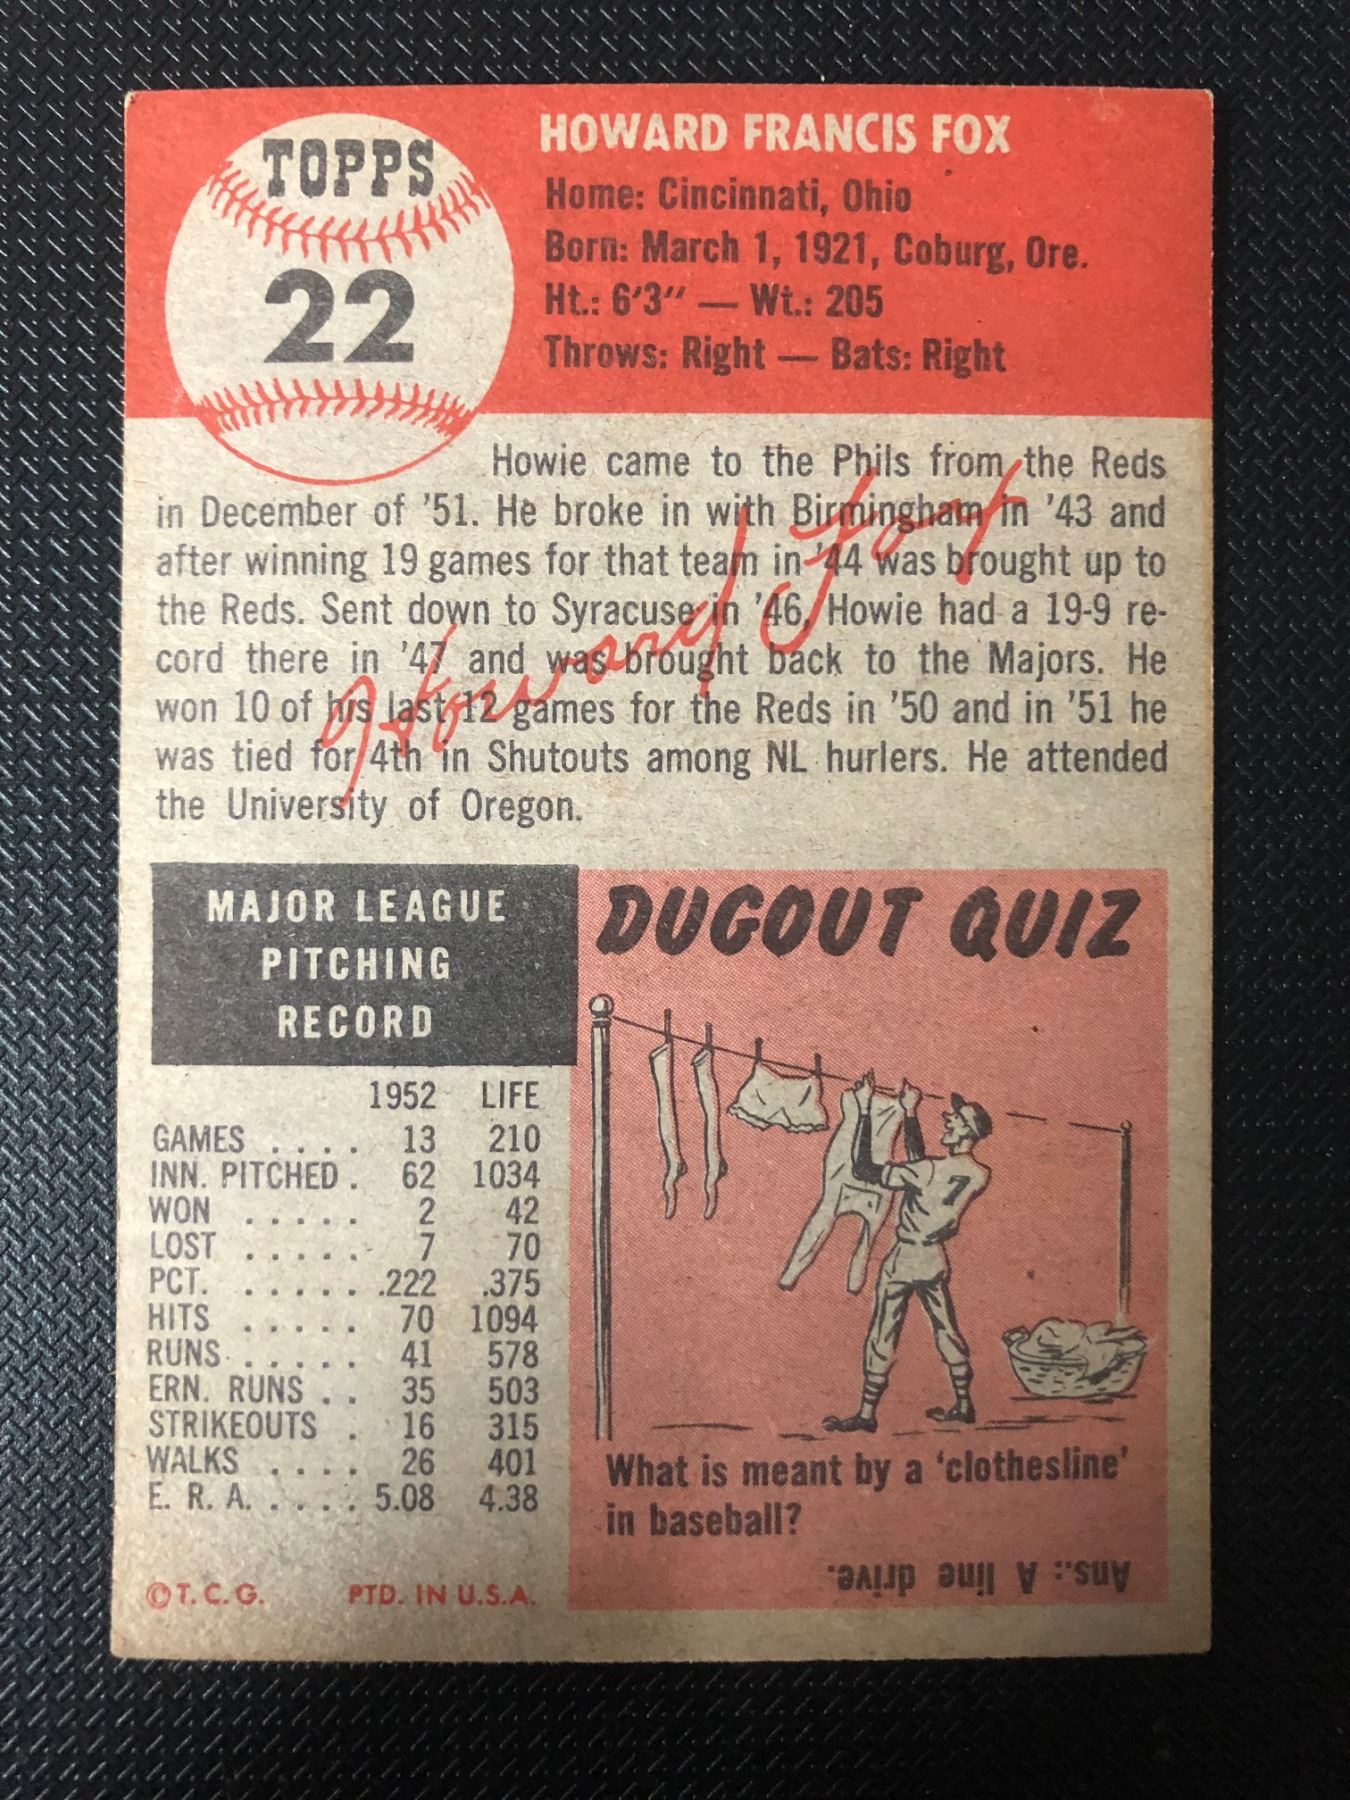 TOPPS
22
HOWARD FRANCIS FOX
Home: Cincinnati, Ohio
Born: March 1, 1921, Coburg, Ore.
Ht.: 6'3" — Wt.: 205
Throws: Right — Bats: Right
Howie came to the Phils from the Reds
in December of '51. He broke in with Birmingham in '43 and
after winning 19 games for that team in '44 was brought up to
the Reds. Sent down to Syracuse in '46, Howie had a 19-9 re-
cord there in '47 and was brought back to the Majors. He
won 10 of his last 12 games for the Reds in '50 and in '51 he
was tied for 4th in Shutouts among NL hurlers. He attended
the University of Oregon.
Howard Fox
MAJOR LEAGUE
PITCHING
RECORD
1952 LIFE
GAMES . . . . 13 210
INN. PITCHED . 62 1034
WON . . . . . 2 42
LOST . . . . . 7 70
PCT. . . . . . .222 .375
HITS . . . . . 70 1094
RUNS . . . . . 41 578
ERN. RUNS . . 35 503
STRIKEOUTS . 16 315
WALKS . . . . 26 401
E. R. A. . . . . 5.08 4.38
©T. C. G. PTD. IN U.S.A.
DUGOUT QUIZ
7
What is meant by a 'clothesline'
in baseball?
Ans.: A line drive.